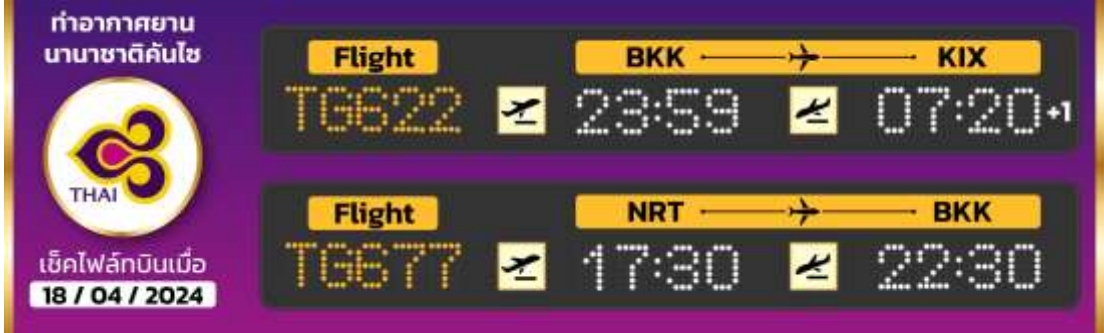 ท่าอากาศยาน
นานาชาติคันไซ
THAI
เช็คไฟล์ทบินเมื่อ
18 / 04 / 2024
Flight BKK KIX
TG622 23:59 07:20+1
Flight NRT BKK
TG677 17:30 22:30